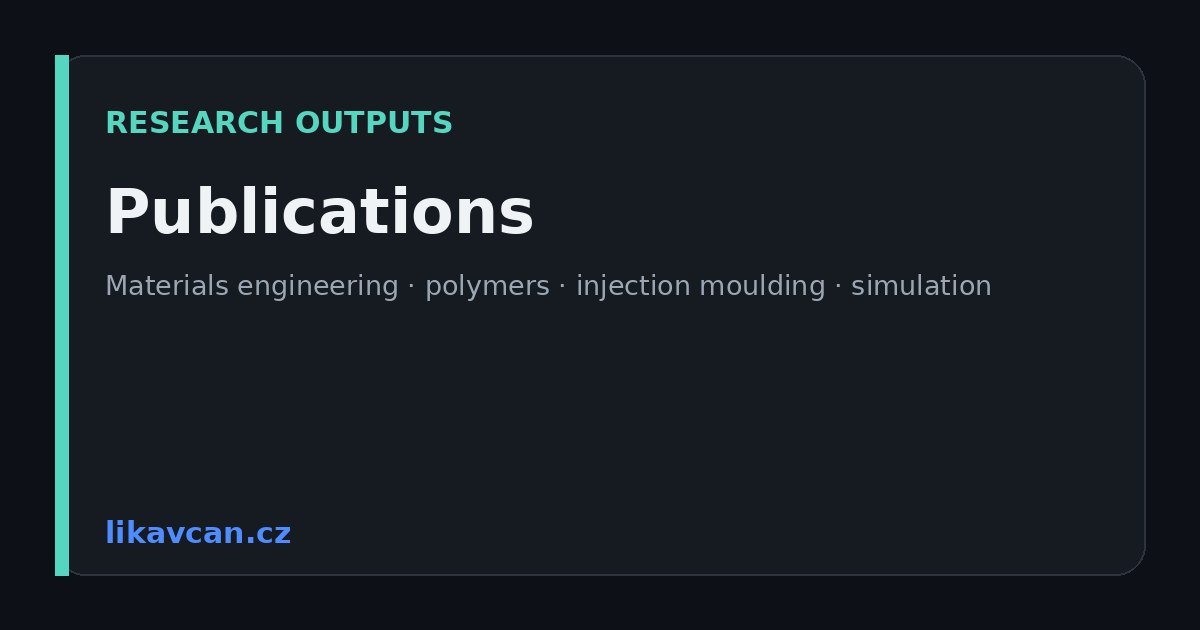 RESEARCH OUTPUTS
Publications
Materials engineering · polymers · injection moulding · simulation
likavcan.cz